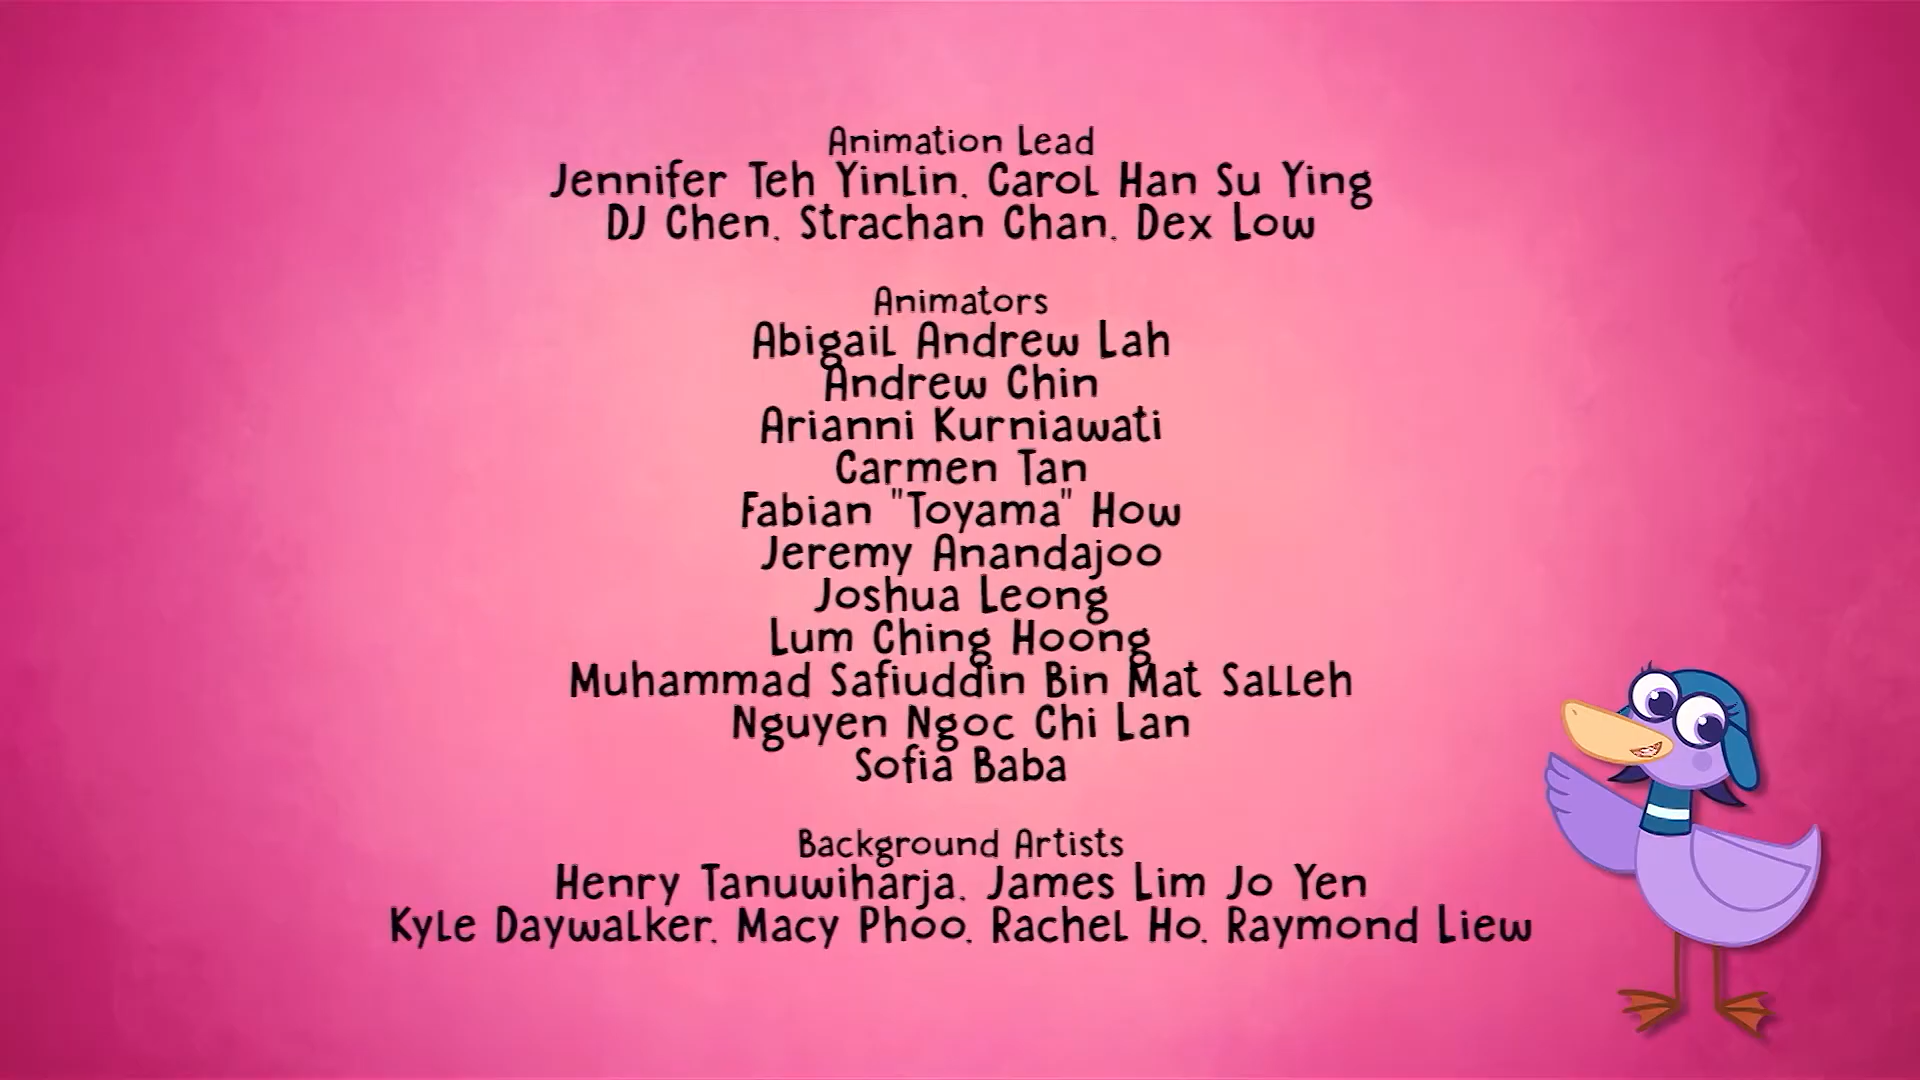 Animation Lead
Jennifer Teh Yinlin, Carol Han Su Ying
DJ Chen, Strachan Chan, Dex Low
Animators
Abigail Andrew Lah
Andrew Chin
Arianni Kurniawati
Carmen Tan
Fabian "Toyama" How
Jeremy Anandajoo
Joshua Leong
Lum Ching Hoong
Muhammad Safiuddin Bin Mat Salleh
Nguyen Ngoc Chi Lan
Sofia Baba
Background Artists
Henry Tanuwiharja, James Lim Jo Yen
Kyle Daywalker, Macy Phoo, Rachel Ho, Raymond Liew